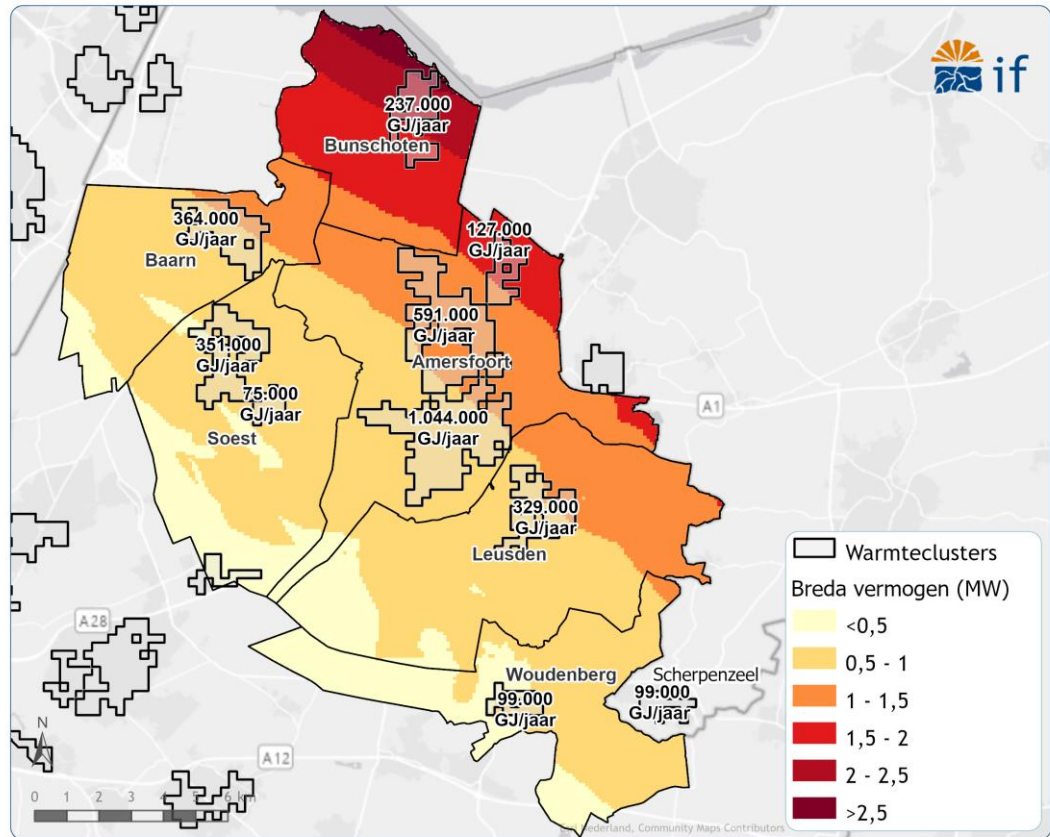 if
237.000
GJ/jaar
Bunschoten
364.000
GJ/jaar
Baarn
127.000
GJ/jaar
591.000
GJ/jaar
Amersfoort
351.000
GJ/jaar
75.000
GJ/jaar
Soest
1.044.000
GJ/jaar
A1
329.000
GJ/jaar
Leusden
A28
Woudenberg
99.000
GJ/jaar
Scherpenzeel
99.000
GJ/jaar
A12
N
0 1 2 3 4 5 6 km
Warmteclusters
Breda vermogen (MW)
<0,5
0,5 - 1
1 - 1,5
1,5 - 2
2 - 2,5
>2,5
Nederland, Community Maps Contributors